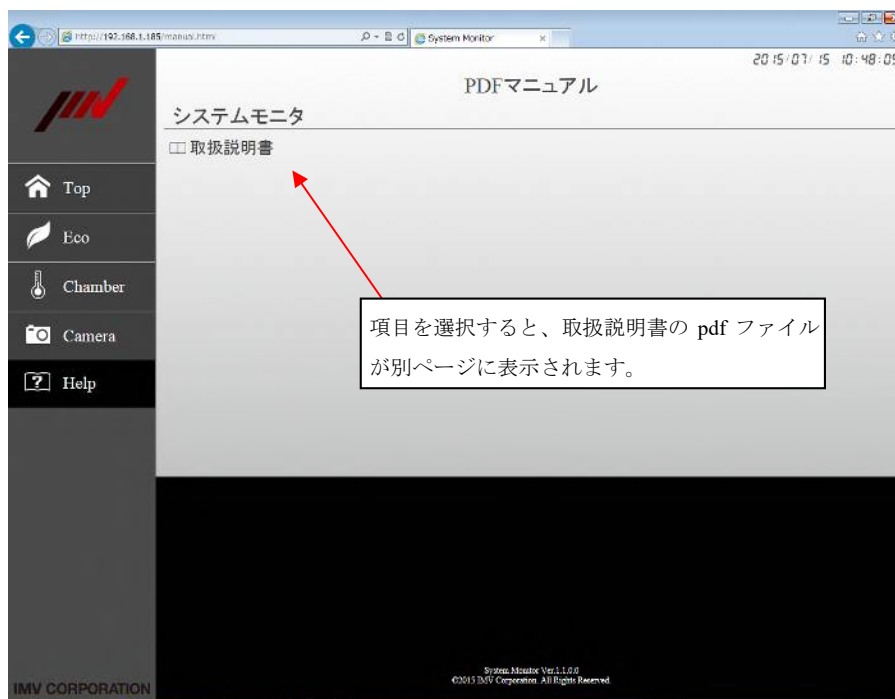 http://192.168.1.185/manual.htm
System Monitor
2015/07/15 10:48:09
PDFマニュアル
システムモニタ
取扱説明書
Top
Eco
Chamber
Camera
Help
項目を選択すると、取扱説明書の pdf ファイル
が別ページに表示されます。
System Monitor Ver.1.1.0.0
©2015 IMV Corporation. All Rights Reserved.
IMV CORPORATION